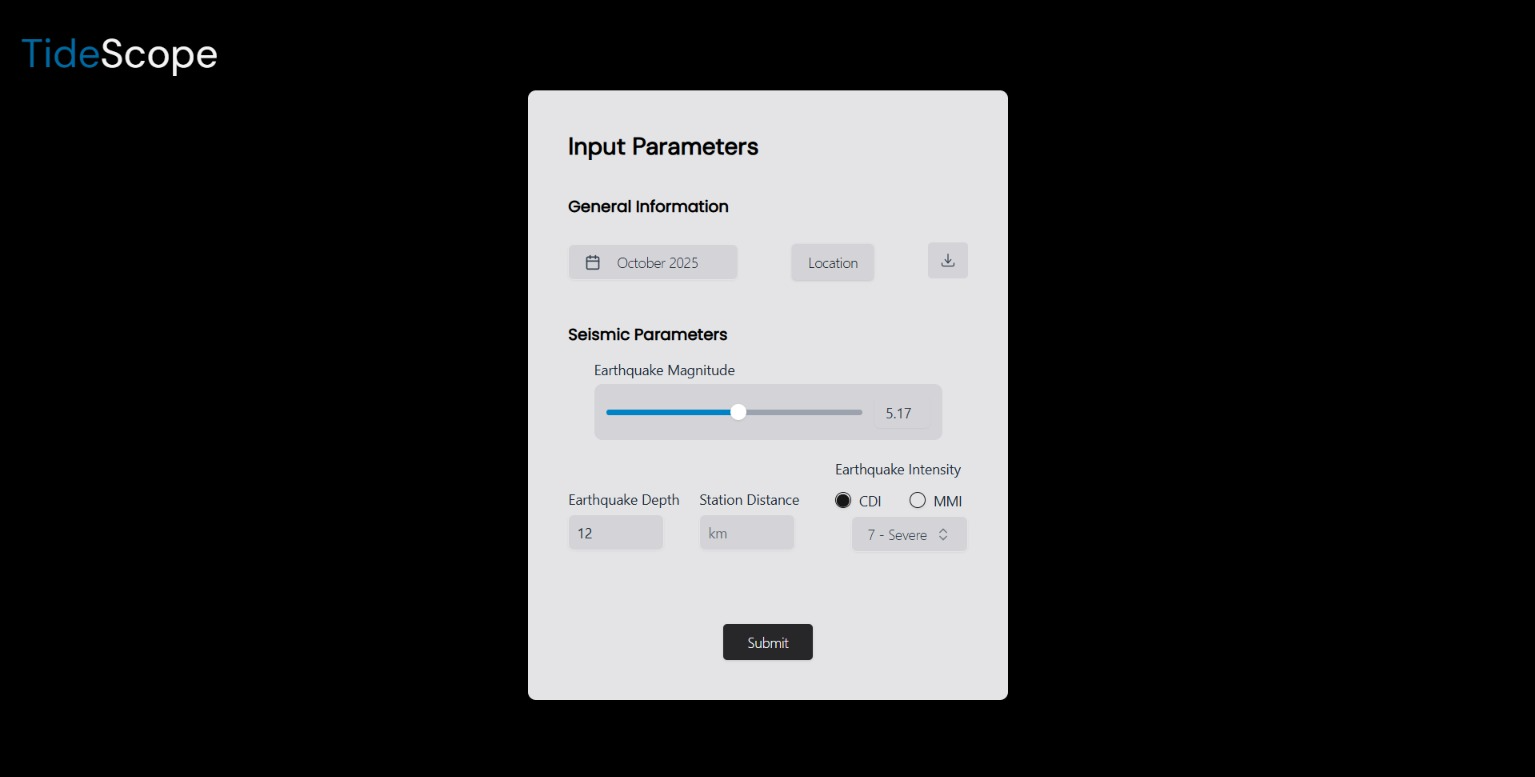 TideScope
Input Parameters
General Information
October 2025
Location
Seismic Parameters
Earthquake Magnitude
5.17
Earthquake Depth
12
Station Distance
km
Earthquake Intensity
CDI
MMI
7 - Severe
Submit